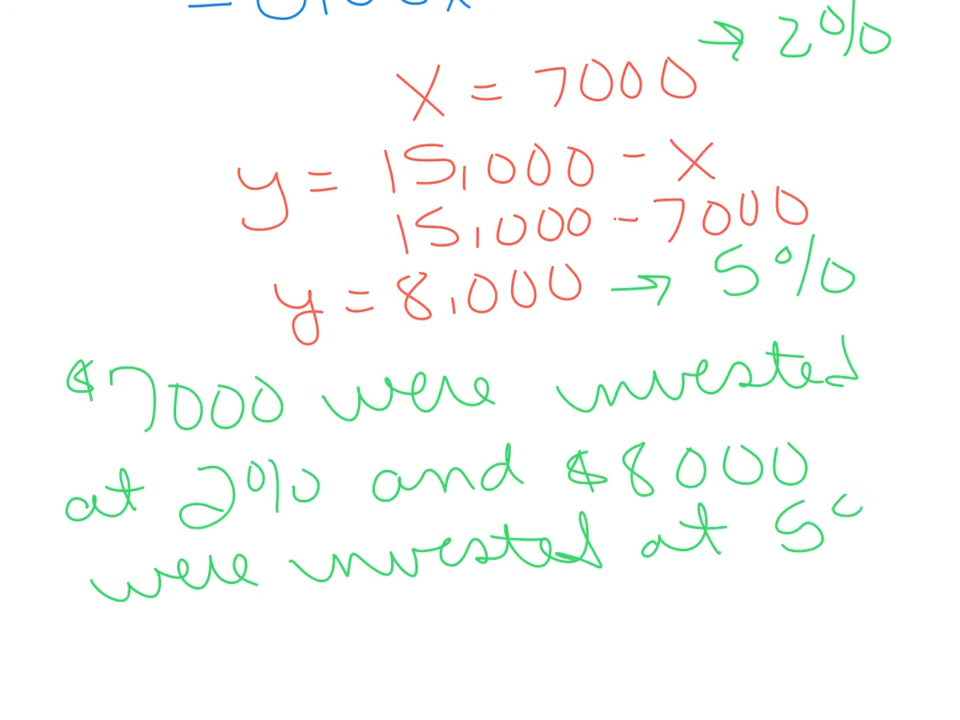 → 2%
x = 7000
y = 15,000 - x
15,000 - 7000
y = 8,000 → 5%
$7000 were invested
at 2% and $8000
were invested at 5